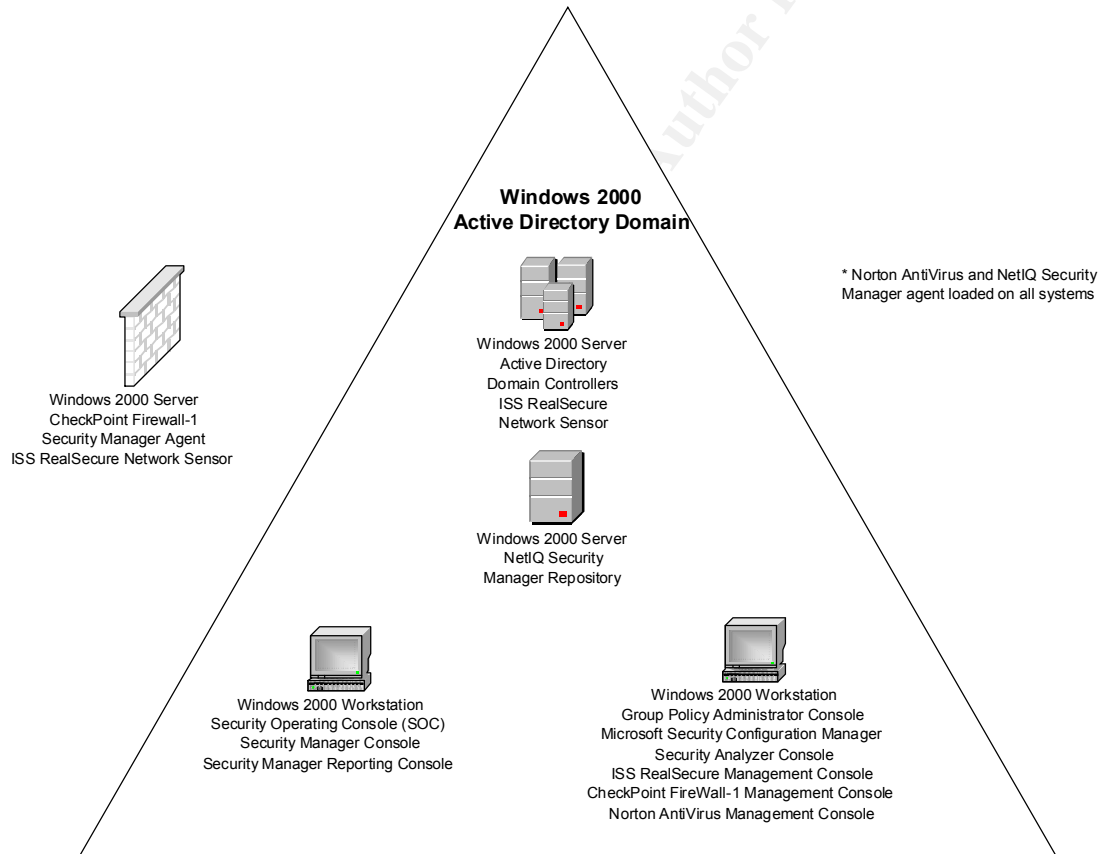 Author
Windows 2000
Active Directory Domain
* Norton AntiVirus and NetIQ Security
Manager agent loaded on all systems
Windows 2000 Server
Active Directory
Domain Controllers
ISS RealSecure
Network Sensor
Windows 2000 Server
CheckPoint Firewall-1
Security Manager Agent
ISS RealSecure Network Sensor
Windows 2000 Server
NetIQ Security
Manager Repository
Windows 2000 Workstation
Security Operating Console (SOC)
Security Manager Console
Security Manager Reporting Console
Windows 2000 Workstation
Group Policy Administrator Console
Microsoft Security Configuration Manager
Security Analyzer Console
ISS RealSecure Management Console
CheckPoint FireWall-1 Management Console
Norton AntiVirus Management Console